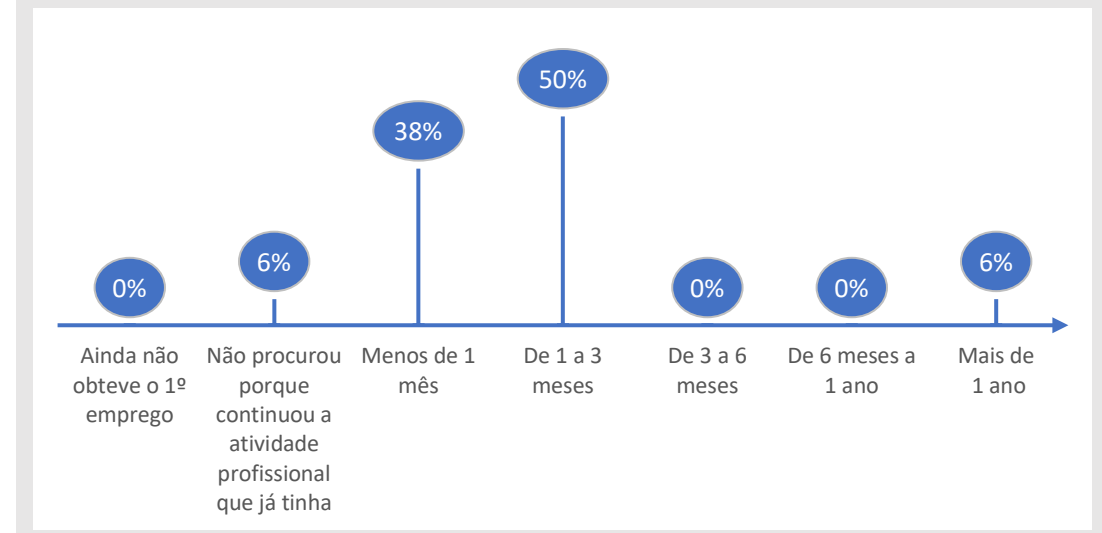 0%
6%
38%
50%
0%
0%
6%
Ainda não
obteve o 1º
emprego
Não procurou
porque
continuou a
atividade
profissional
que já tinha
Menos de 1
mês
De 1 a 3
meses
De 3 a 6
meses
De 6 meses a
1 ano
Mais de
1 ano